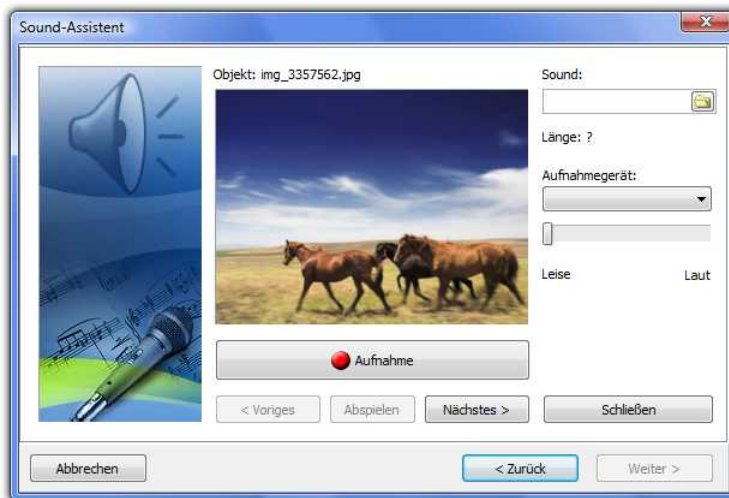 Sound-Assistent
Objekt: img_3357562.jpg
Sound:
Länge: ?
Aufnahmegerät:
Leise Laut
Aufnahme
< Voriges Abspielen Nächstes > Schließen
Abbrechen < Zurück Weiter >